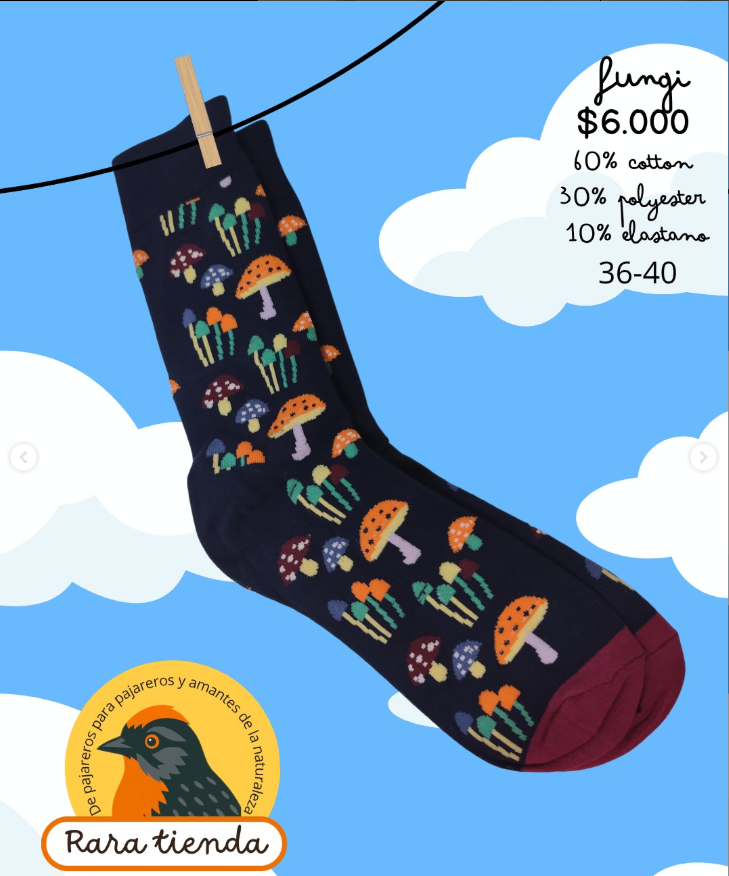 fungi
$6.000
60% cotton
30% polyester
10% elastano
36-40
De pajareros para pajareros y amantes de la naturaleza
Rara tienda